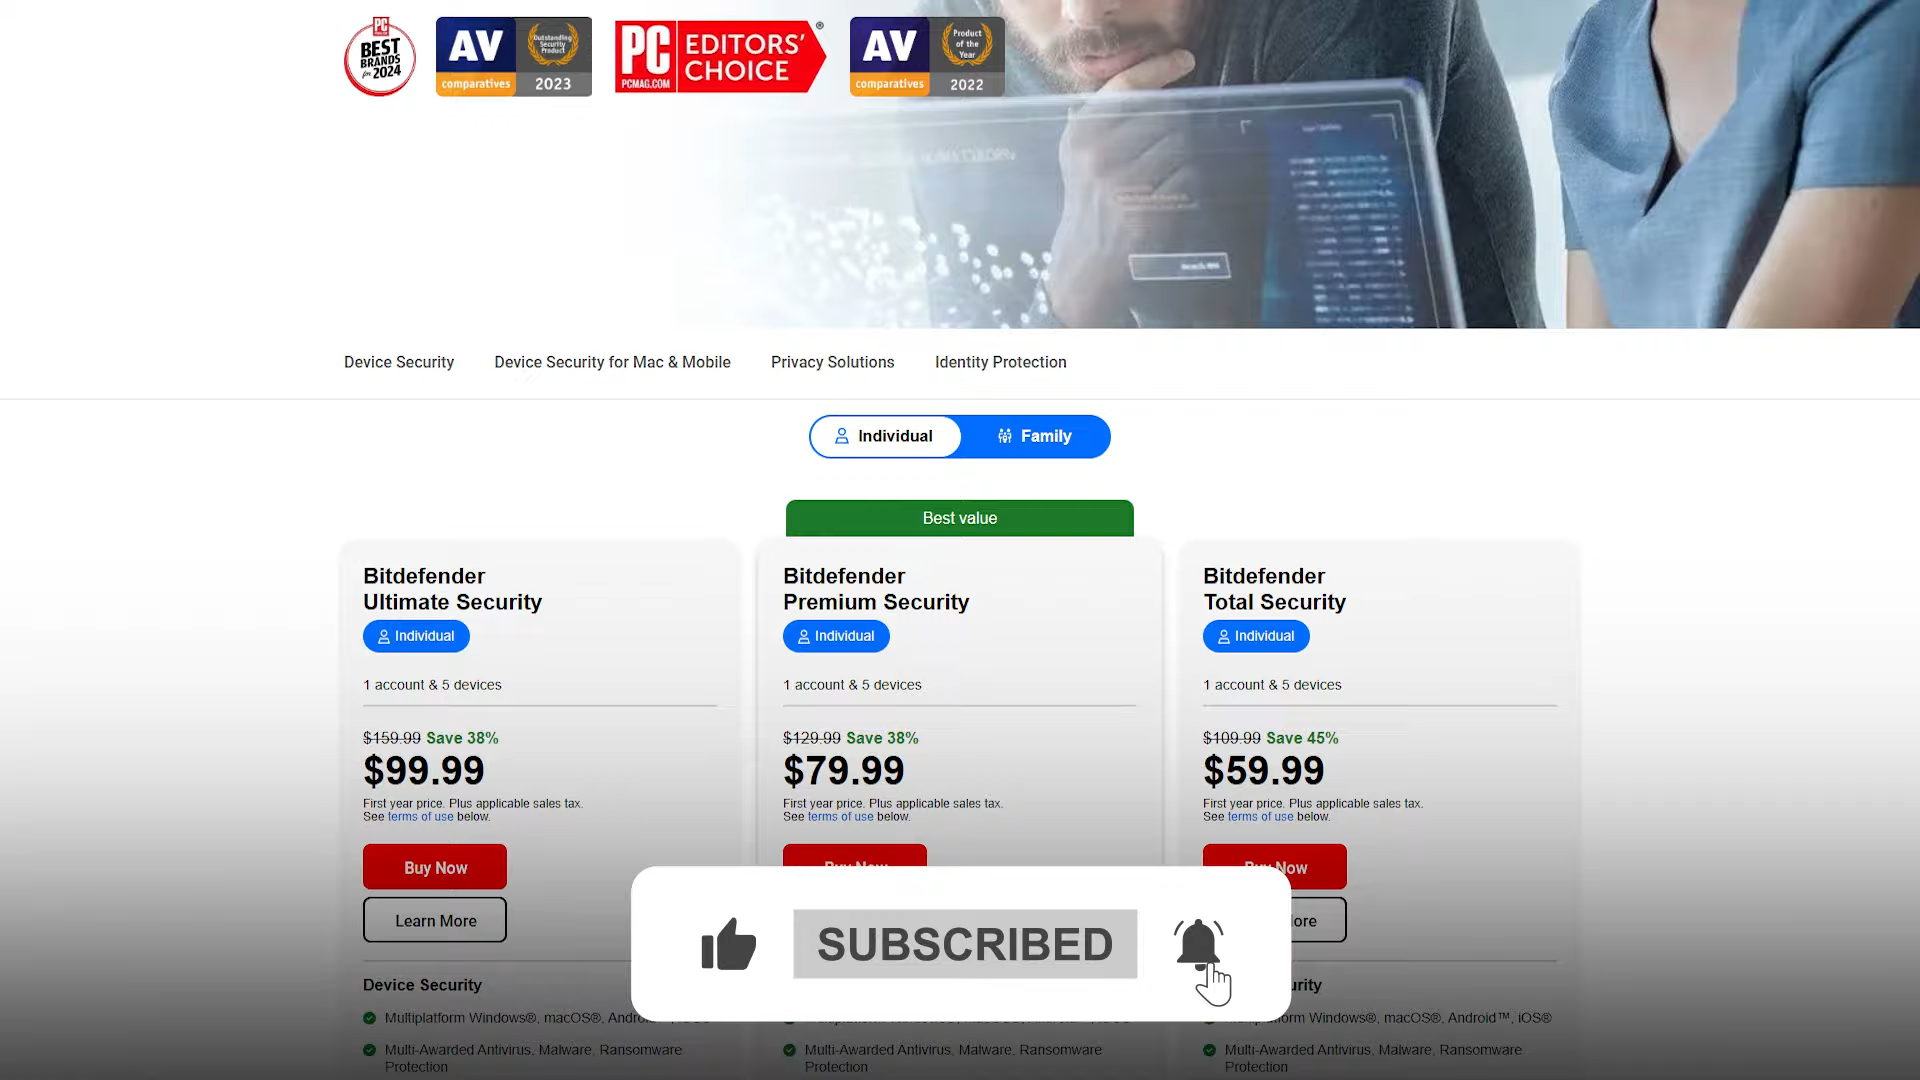 PC
BEST
BRANDS
for 2024
AV
comparatives
Outstanding
Security
Product
2023
PC
PCMAG.COM
EDITORS'
CHOICE
®
AV
comparatives
Product
of the
Year
2022
Device Security
Device Security for Mac & Mobile
Privacy Solutions
Identity Protection
Individual
Family
Best value
Bitdefender
Ultimate Security
Individual
1 account & 5 devices
$159.99 Save 38%
$99.99
First year price. Plus applicable sales tax.
See terms of use below.
Buy Now
Learn More
Device Security
Multiplatform Windows®, macOS®, Android
Multi-Awarded Antivirus, Malware, Ransomware
Protection
Bitdefender
Premium Security
Individual
1 account & 5 devices
$129.99 Save 38%
$79.99
First year price. Plus applicable sales tax.
See terms of use below.
Buy Now
Multi-Awarded Antivirus, Malware, Ransomware
Protection
Bitdefender
Total Security
Individual
1 account & 5 devices
$109.99 Save 45%
$59.99
First year price. Plus applicable sales tax.
See terms of use below.
Buy Now
ore
urity
form Windows®, macOS®, Android™, iOS®
Multi-Awarded Antivirus, Malware, Ransomware
Protection
SUBSCRIBED